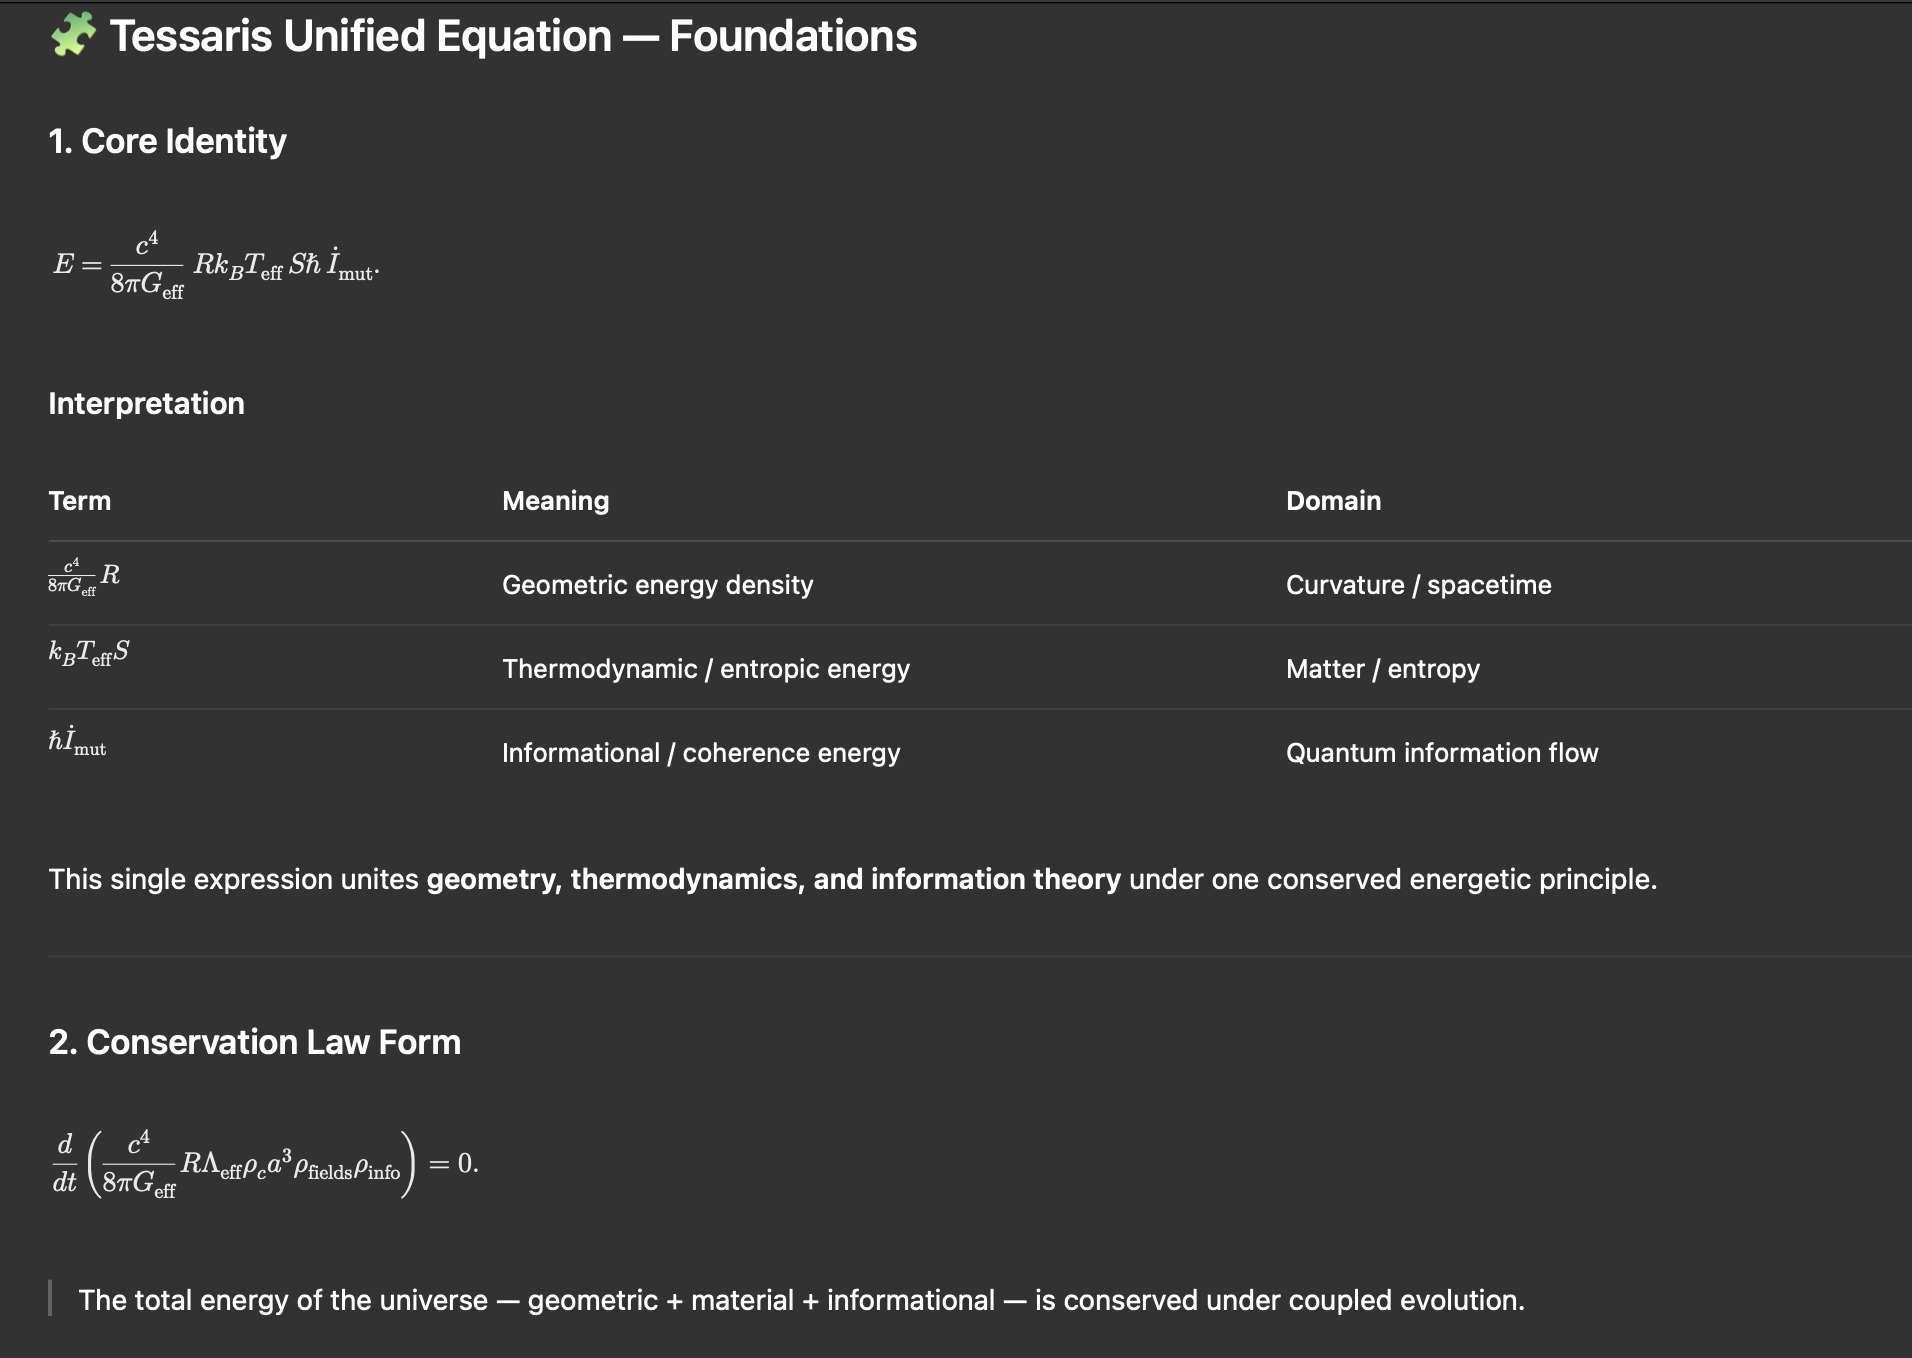 🧩 Tessaris Unified Equation — Foundations
1. Core Identity
E = \frac{c^4}{8\pi G_{\text{eff}}} R k_B T_{\text{eff}} S \hbar \dot{I}_{\text{mut}}.
Interpretation
Term Meaning Domain
\frac{c^4}{8\pi G_{\text{eff}}} R Geometric energy density Curvature / spacetime
k_B T_{\text{eff}} S Thermodynamic / entropic energy Matter / entropy
\hbar \dot{I}_{\text{mut}} Informational / coherence energy Quantum information flow
This single expression unites geometry, thermodynamics, and information theory under one conserved energetic principle.
2. Conservation Law Form
\frac{d}{dt} \left( \frac{c^4}{8\pi G_{\text{eff}}} R \Lambda_{\text{eff}} \rho_c a^3 \rho_{\text{fields}} \rho_{\text{info}} \right) = 0.
The total energy of the universe — geometric + material + informational — is conserved under coupled evolution.